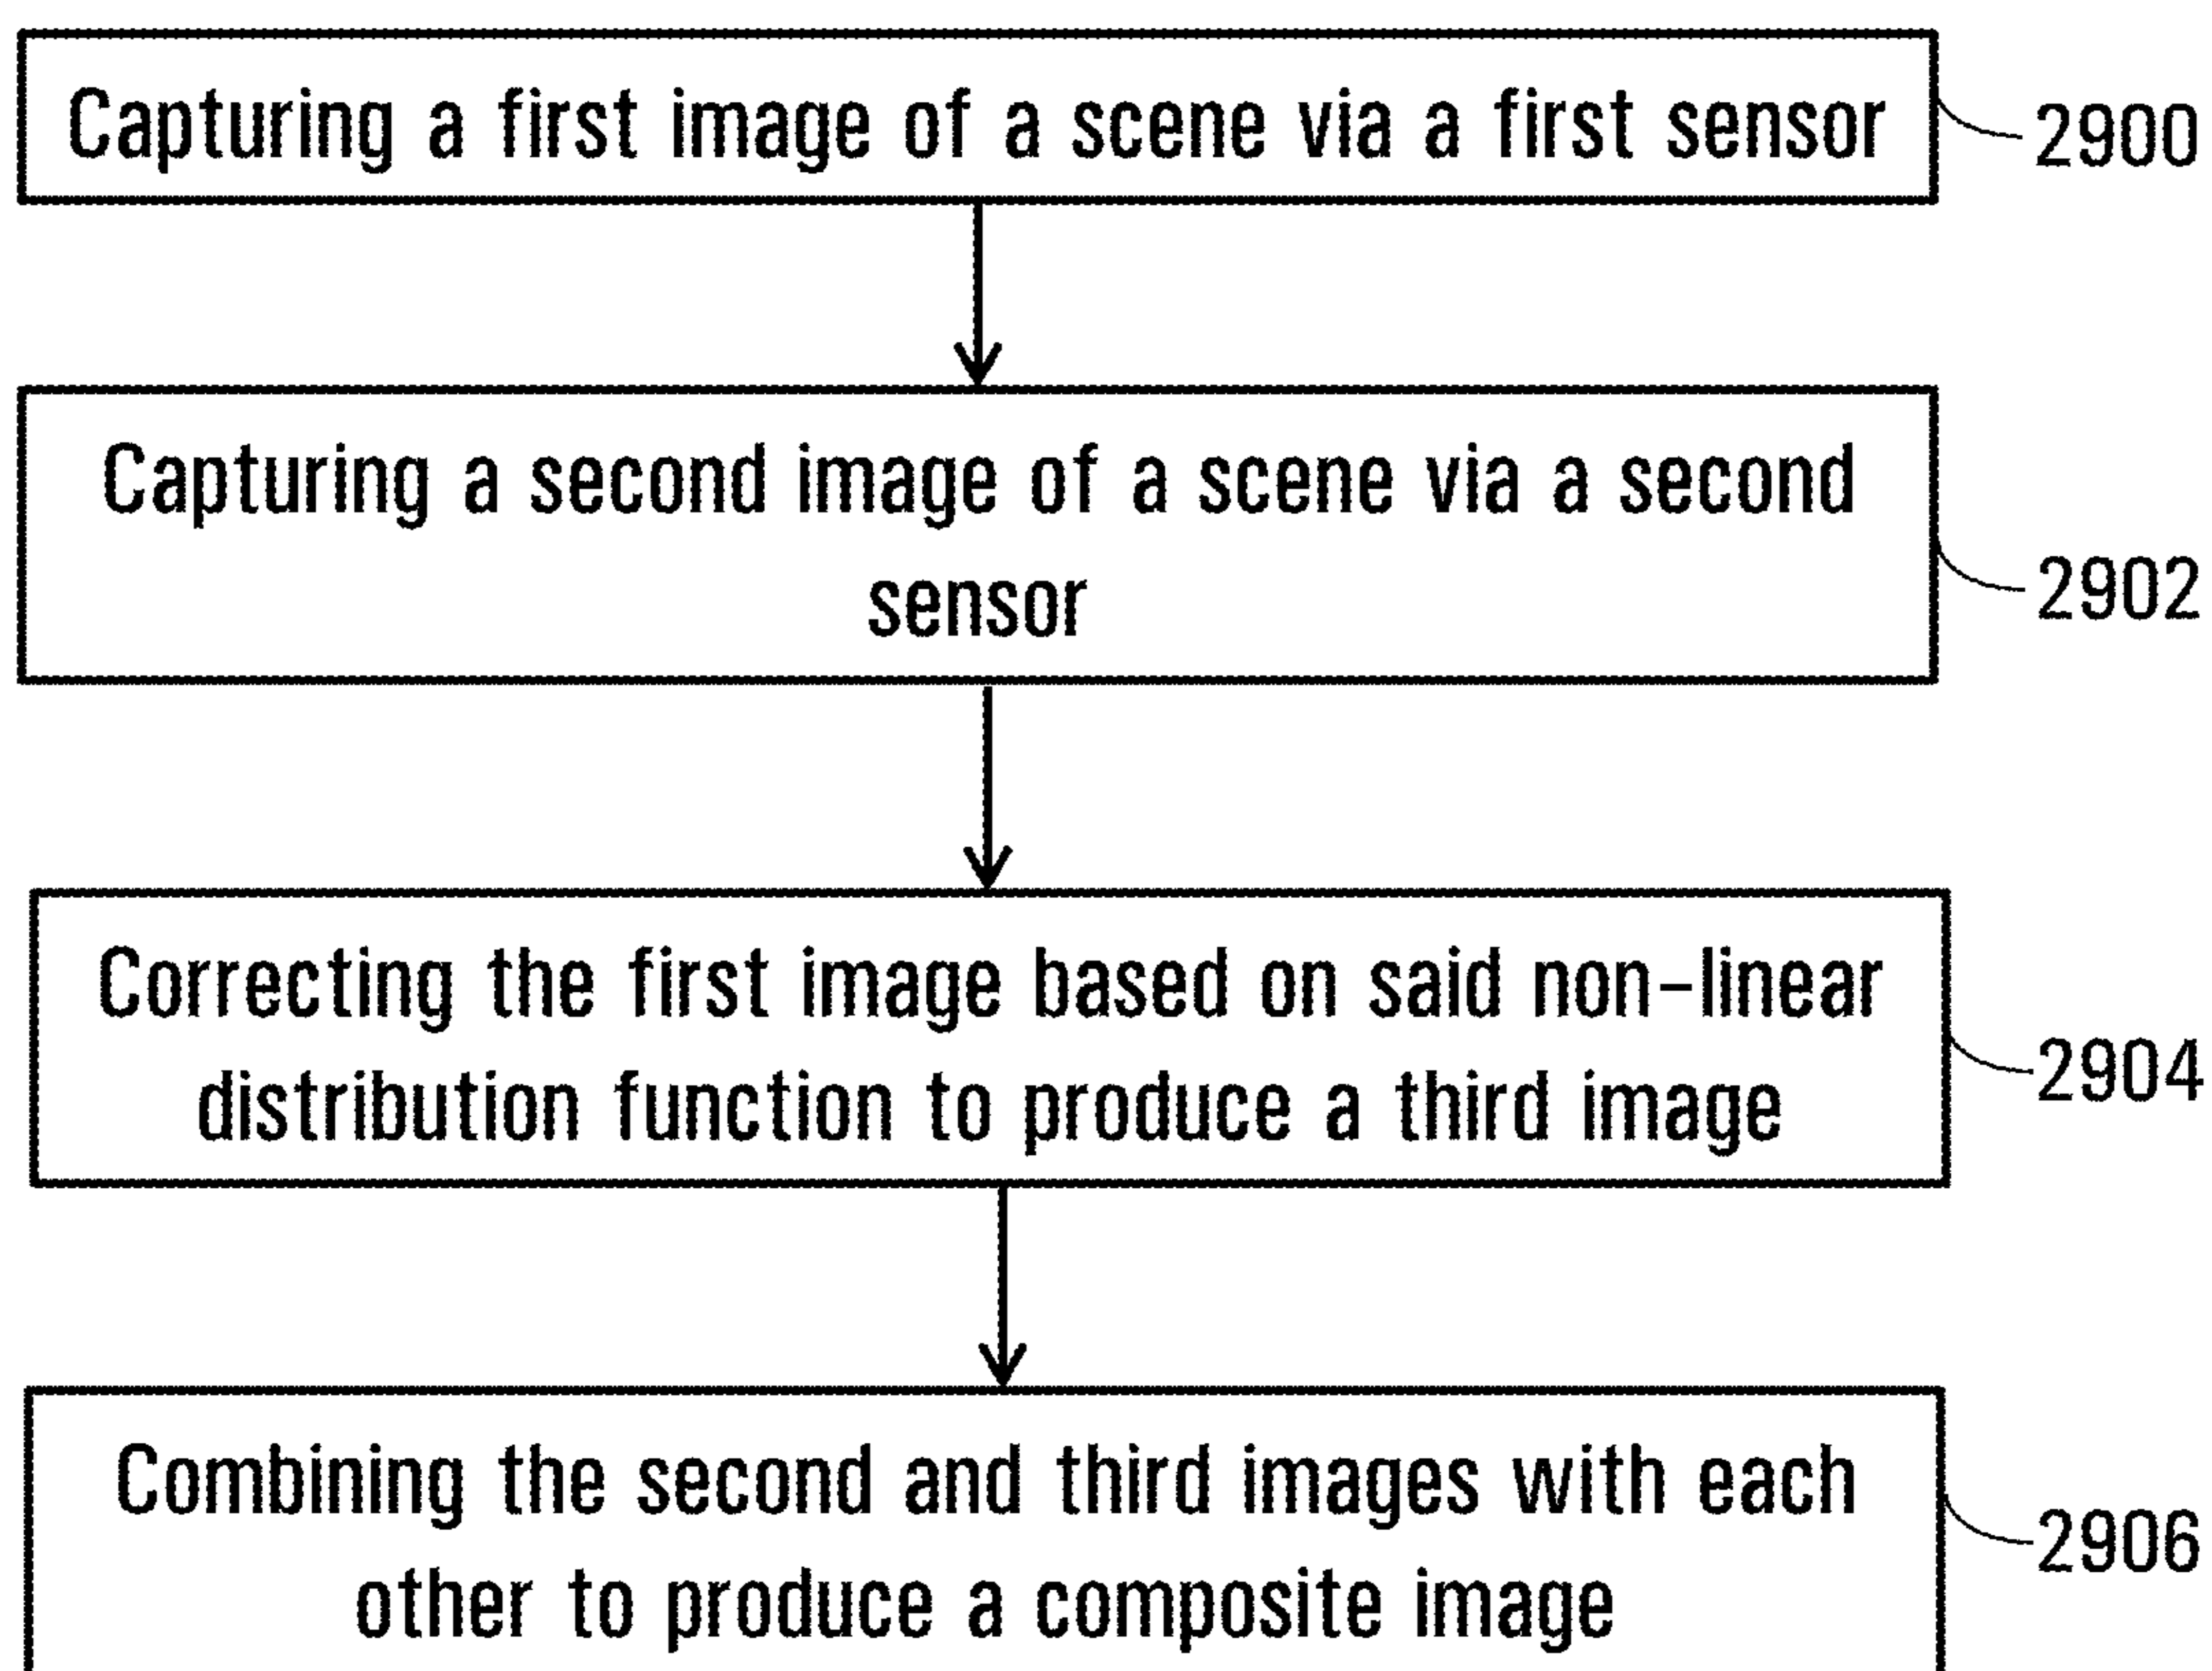 Capturing a first image of a scene via a first sensor
2900
Capturing a second image of a scene via a second
sensor
2902
Correcting the first image based on said non-linear
distribution function to produce a third image
2904
Combining the second and third images with each
other to produce a composite image
2906